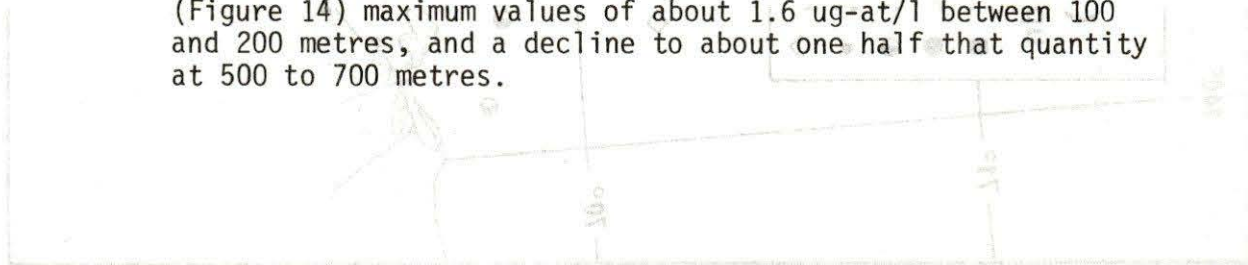 (Figure 14) maximum values of about 1.6 ug-at/l between 100
and 200 metres, and a decline to about one half that quantity
at 500 to 700 metres.